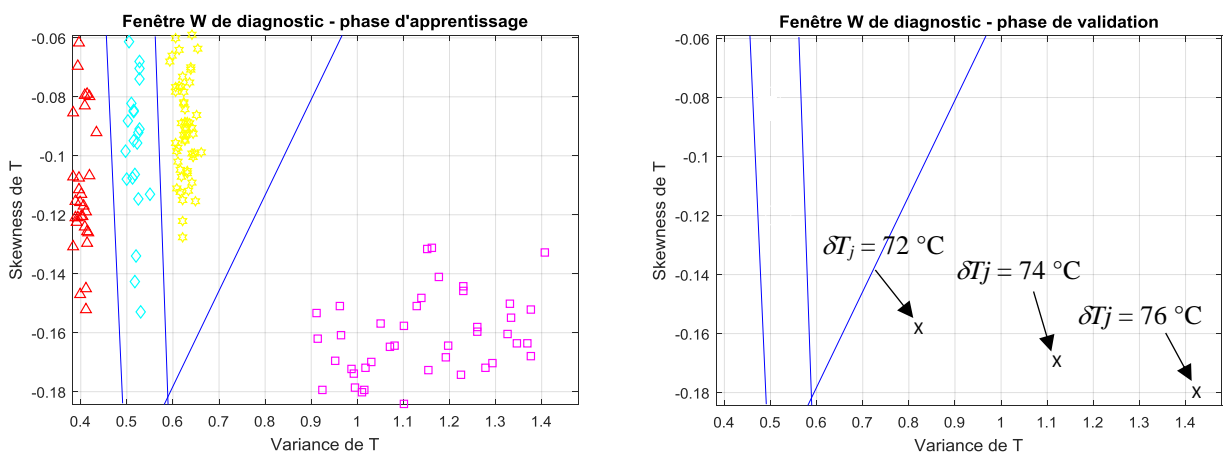 Fenêtre W de diagnostic - phase d'apprentissage
-0.06
-0.08
-0.1
-0.12
-0.14
-0.16
-0.18
Skewness de T
0.4 0.5 0.6 0.7 0.8 0.9 1 1.1 1.2 1.3 1.4
Variance de T
Fenêtre W de diagnostic - phase de validation
-0.06
-0.08
-0.1
-0.12
-0.14
-0.16
-0.18
Skewness de T
δTj = 72 °C
δTj = 74 °C
δTj = 76 °C
x
x
x
0.4 0.5 0.6 0.7 0.8 0.9 1 1.1 1.2 1.3 1.4
Variance de T